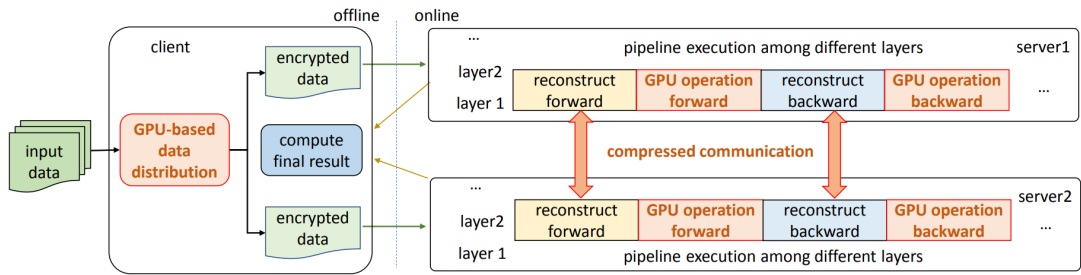 offline
online
client
input
data
GPU-based
data
distribution
encrypted
data
compute
final result
encrypted
data
...
pipeline execution among different layers
server1
layer2
layer 1
reconstruct
forward
GPU operation
forward
reconstruct
backward
GPU operation
backward
...
compressed communication
...
server2
layer2
layer 1
reconstruct
forward
GPU operation
forward
reconstruct
backward
GPU operation
backward
...
pipeline execution among different layers